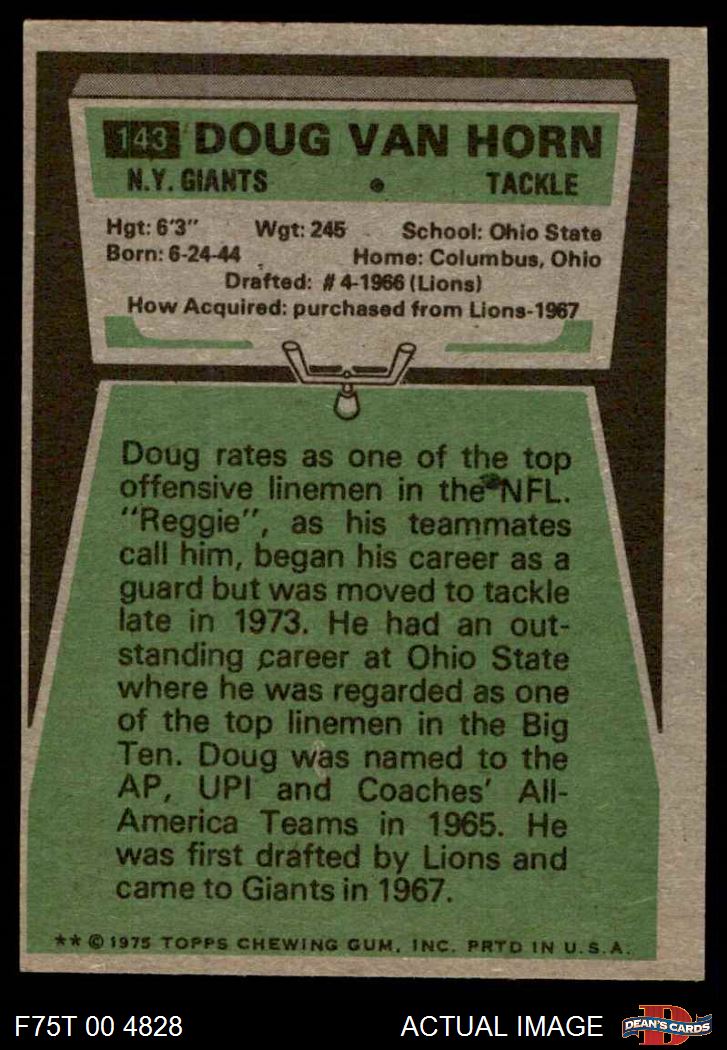 143 DOUG VAN HORN
N.Y. GIANTS • TACKLE
Hgt: 6'3" Wgt: 245 School: Ohio State
Born: 6-24-44 Home: Columbus, Ohio
Drafted: #4-1966 (Lions)
How Acquired: purchased from Lions-1967
Doug rates as one of the top
offensive linemen in the NFL.
"Reggie", as his teammates
call him, began his career as a
guard but was moved to tackle
late in 1973. He had an out-
standing career at Ohio State
where he was regarded as one
of the top linemen in the Big
Ten. Doug was named to the
AP, UPI and Coaches' All-
America Teams in 1965. He
was first drafted by Lions and
came to Giants in 1967.
** © 1975 TOPPS CHEWING GUM, INC. PRTD IN U.S.A.
F75T 00 4828 ACTUAL IMAGE D DEAN'S CARDS